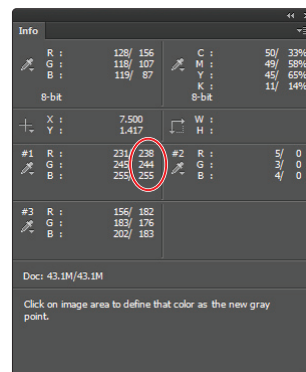 Info
R : 128/ 156 C : 50/ 33%
G : 118/ 107 M : 49/ 58%
B : 119/ 87 Y : 45/ 65%
K : 11/ 14%
8-bit 8-bit
X : 7.500 W :
Y : 1.417 H :
#1 R : 231/ 238 #2 R : 5/ 0
G : 245/ 244 G : 3/ 0
B : 255/ 255 B : 4/ 0
#3 R : 156/ 182
G : 183/ 176
B : 202/ 183
Doc: 43.1M/43.1M
Click on image area to define that color as the new gray
point.